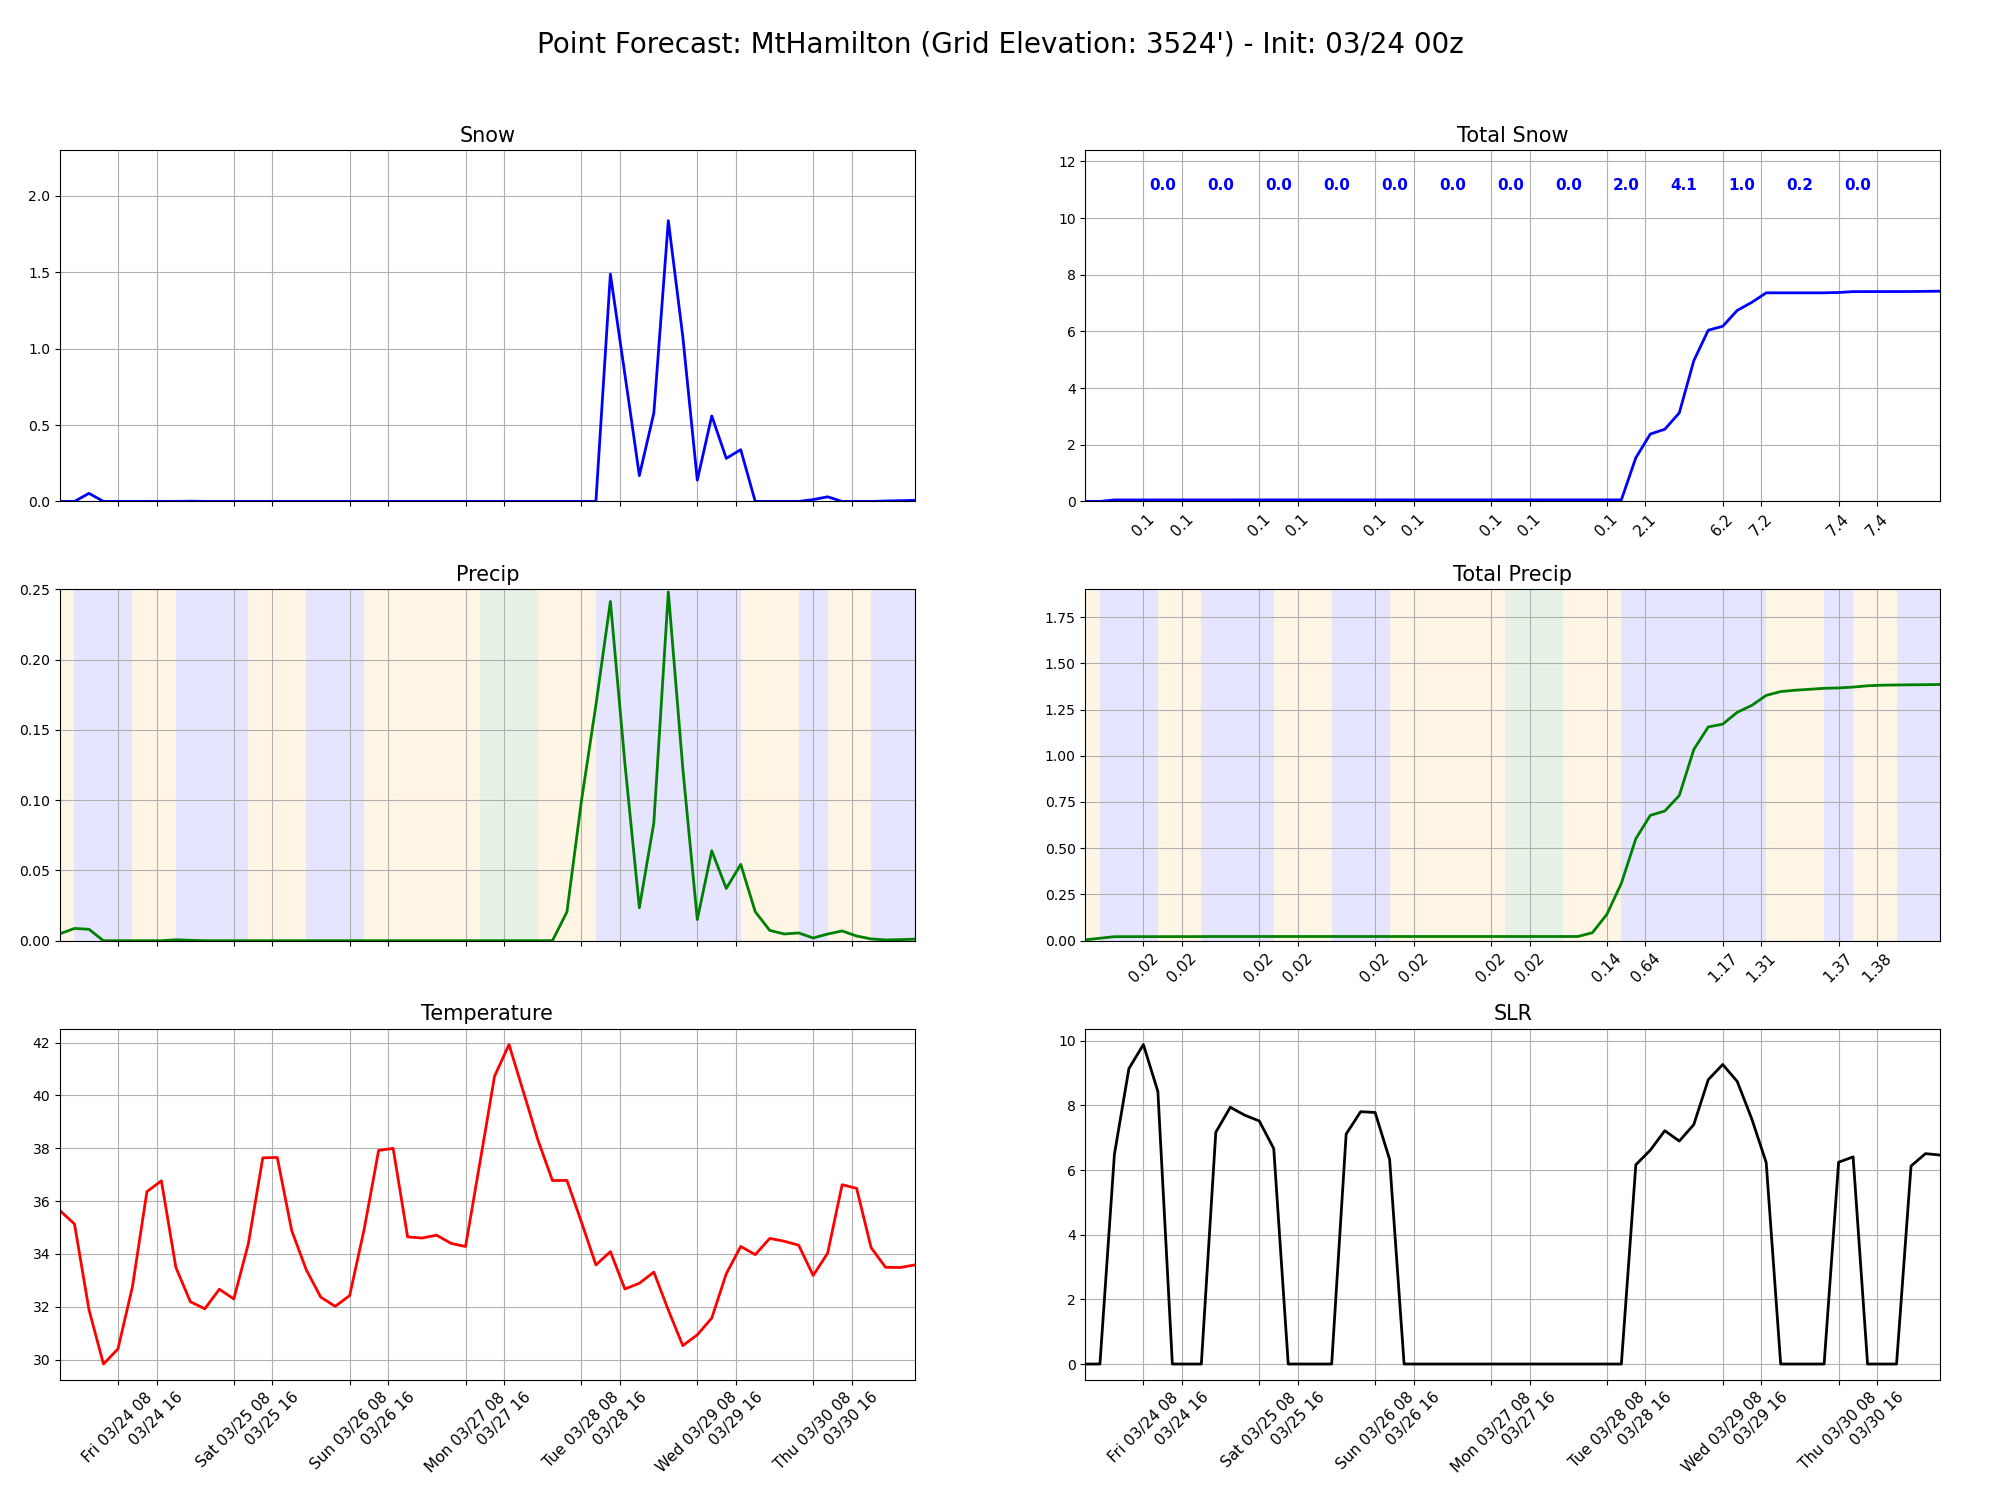 Point Forecast: MtHamilton (Grid Elevation: 3524') - Init: 03/24 00z
Snow
2.0
1.5
1.0
0.5
0.0
Total Snow
12
10
8
6
4
2
0
0.0 0.0 0.0 0.0 0.0 0.0 0.0 0.0 2.0 4.1 1.0 0.2 0.0
0.1 0.1 0.1 0.1 0.1 0.1 0.1 0.1 0.1 2.1 6.2 7.2 7.4 7.4
Precip
0.25
0.20
0.15
0.10
0.05
0.00
Total Precip
1.75
1.50
1.25
1.00
0.75
0.50
0.25
0.00
0.02 0.02 0.02 0.02 0.02 0.02 0.02 0.02 0.14 0.64 1.17 1.31 1.37 1.38
Temperature
42
40
38
36
34
32
30
Fri 03/24 08
03/24 16
Sat 03/25 08
03/25 16
Sun 03/26 08
03/26 16
Mon 03/27 08
03/27 16
Tue 03/28 08
03/28 16
Wed 03/29 08
03/29 16
Thu 03/30 08
03/30 16
SLR
10
8
6
4
2
0
Fri 03/24 08
03/24 16
Sat 03/25 08
03/25 16
Sun 03/26 08
03/26 16
Mon 03/27 08
03/27 16
Tue 03/28 08
03/28 16
Wed 03/29 08
03/29 16
Thu 03/30 08
03/30 16